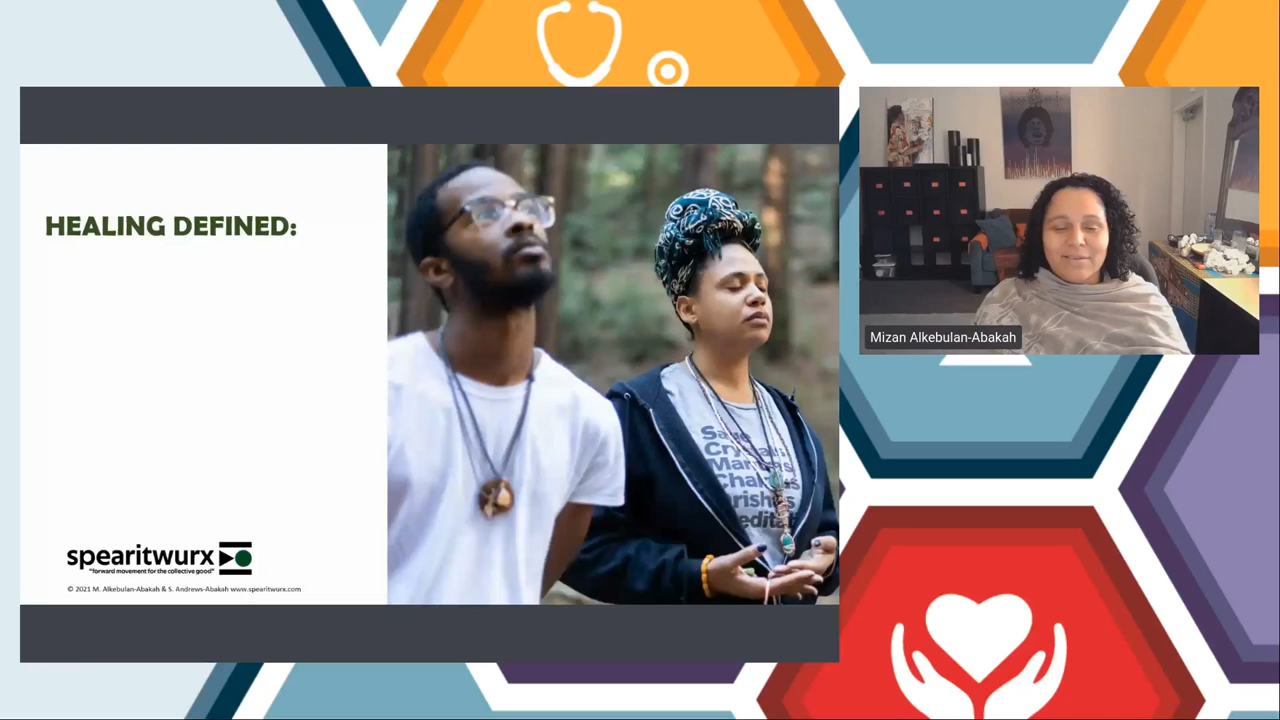 HEALING DEFINED:
spearitwurx
"forward movement for the collective good"
© 2021 M. Alkebulan-Abakah & S. Andrews-Abakah www.spearitwurx.com
Mizan Alkebulan-Abakah